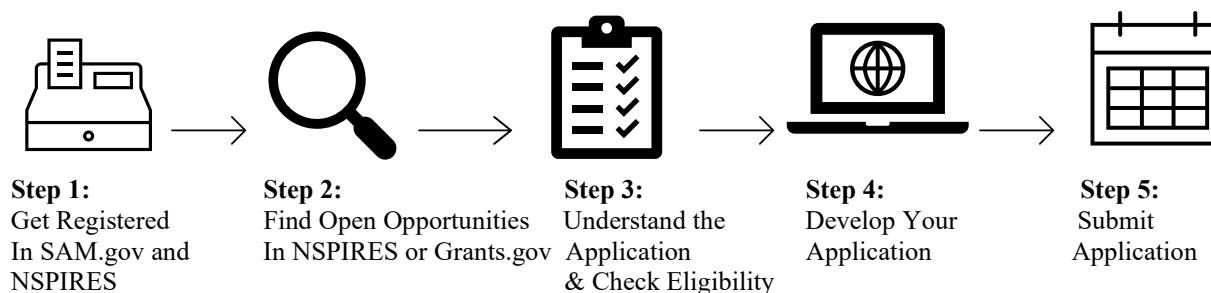 Step 1:
Get Registered
In SAM.gov and
NSPIRES
Step 2:
Find Open Opportunities
In NSPIRES or Grants.gov
Step 3:
Understand the
Application
& Check Eligibility
Step 4:
Develop Your
Application
Step 5:
Submit
Application